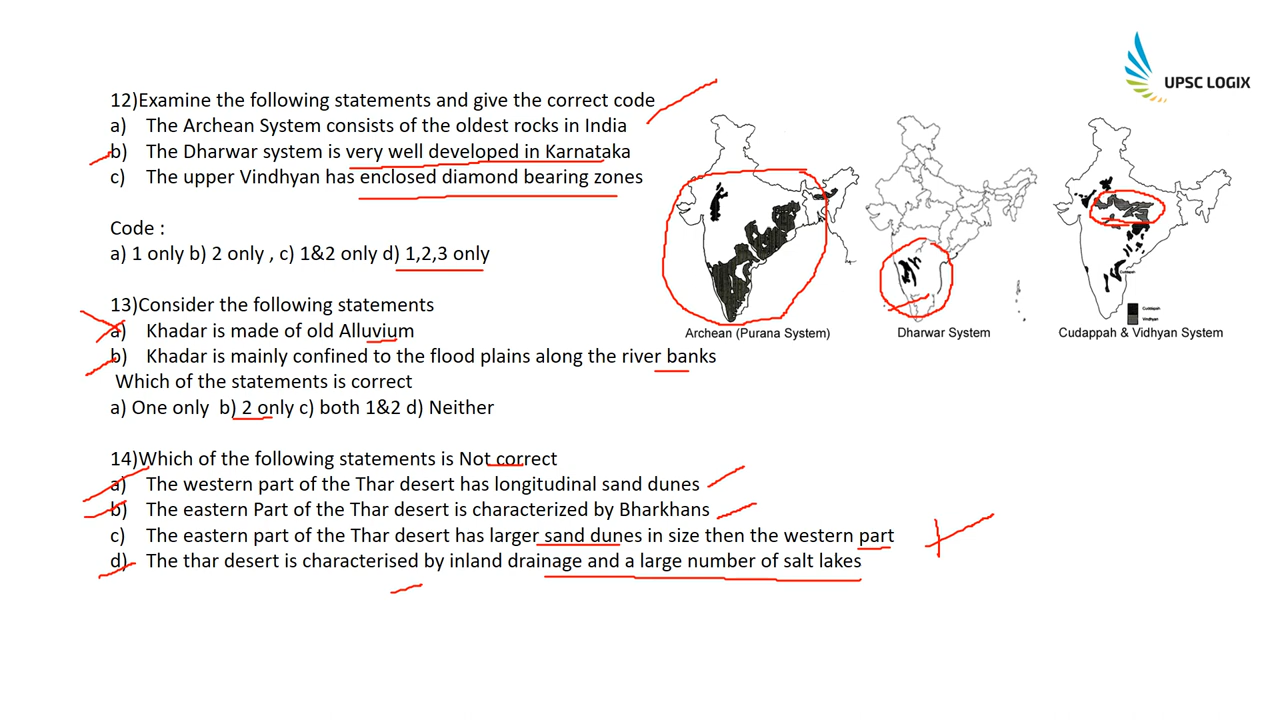 UPSC LOGIX
12)Examine the following statements and give the correct code
a) The Archean System consists of the oldest rocks in India
b) The Dharwar system is very well developed in Karnataka
c) The upper Vindhyan has enclosed diamond bearing zones
Code :
a) 1 only b) 2 only , c) 1&2 only d) 1,2,3 only
13)Consider the following statements
a) Khadar is made of old Alluvium
b) Khadar is mainly confined to the flood plains along the river banks
Which of the statements is correct
a) One only b) 2 only c) both 1&2 d) Neither
14)Which of the following statements is Not correct
a) The western part of the Thar desert has longitudinal sand dunes
b) The eastern Part of the Thar desert is characterized by Bharkhans
c) The eastern part of the Thar desert has larger sand dunes in size then the western part
d) The thar desert is characterised by inland drainage and a large number of salt lakes
Cuddapah
Cuddapah
Vindhyan
Archean (Purana System)
Dharwar System
Cudappah & Vidhyan System